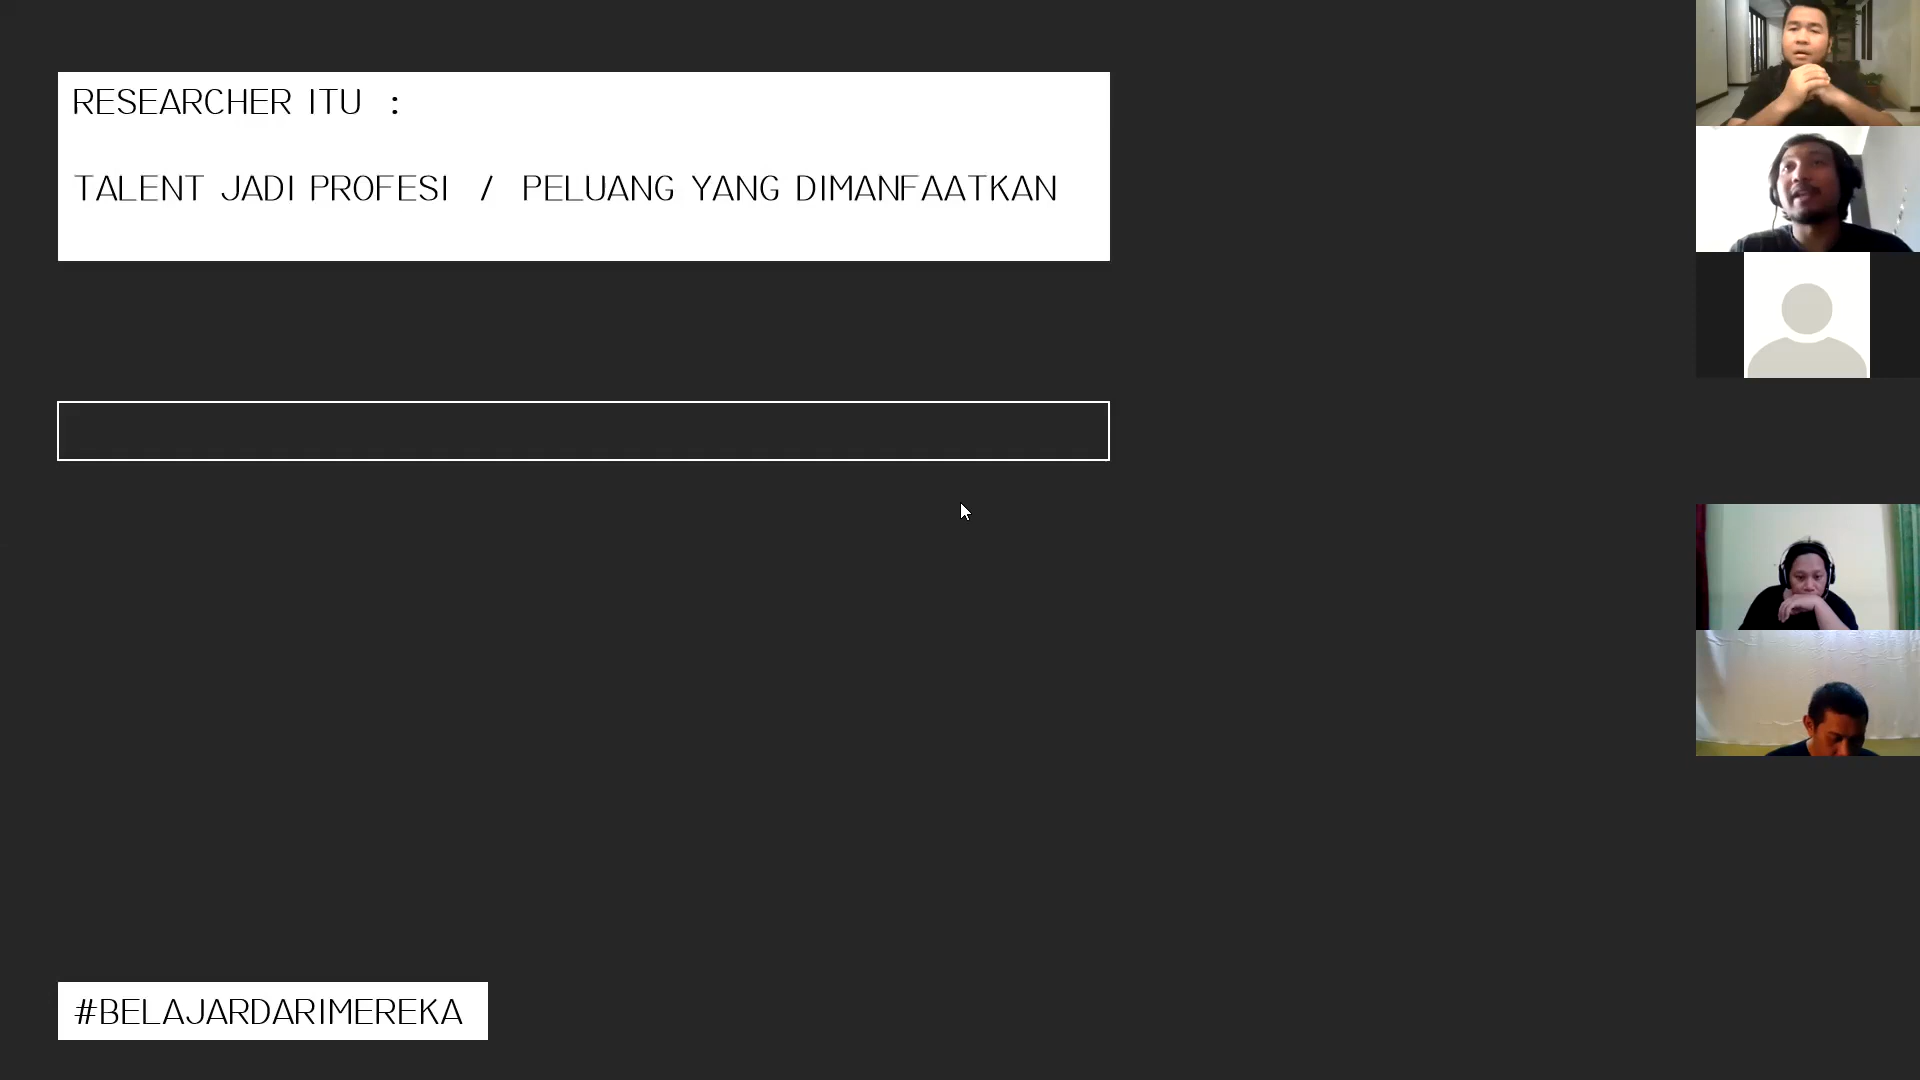 RESEARCHER ITU :
TALENT JADI PROFESI / PELUANG YANG DIMANFAATKAN
#BELAJARDARIMEREKA